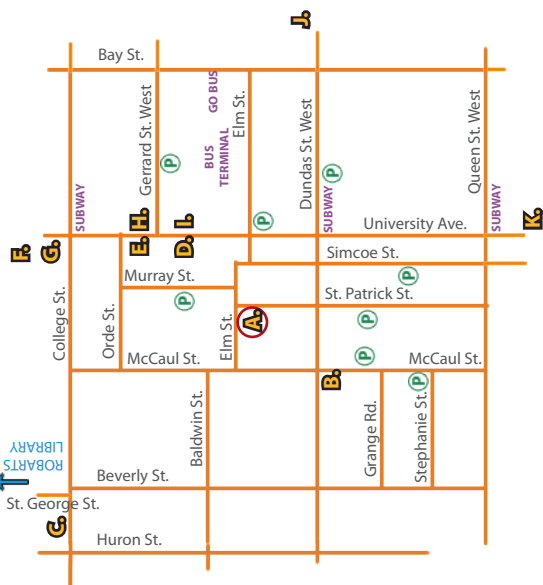 J.
Bay St.
Gerrard St. West
GO BUS
BUS
TERMINAL
Elm St.
Dundas St. West
Queen St. West
P
P
P
SUBWAY
SUBWAY
SUBWAY
F.
G.
E.
H.
D.
I.
University Ave.
K.
College St.
Orde St.
Murray St.
Elm St.
Simcoe St.
St. Patrick St.
P
P
P
A.
McCaul St.
McCaul St.
P
P
B.
Baldwin St.
Grange Rd.
Stephanie St.
ROBARTS
LIBRARY
Beverly St.
St. George St.
C.
Huron St.